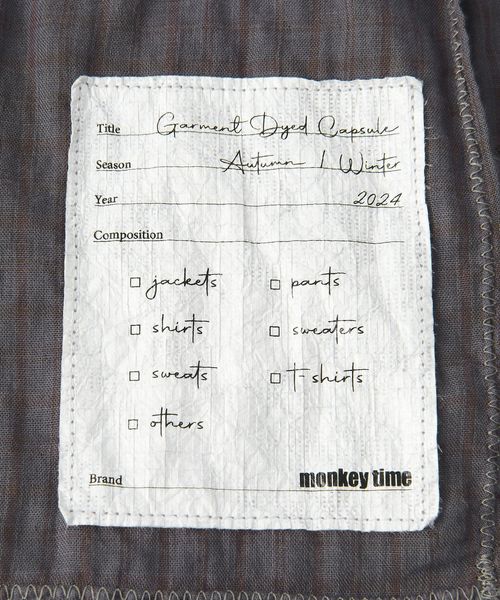 Title Garment Dyed Capsule
Season Autumn / Winter
Year 2024
Composition
□ jackets □ pants
□ shirts □ sweaters
□ sweats □ T-shirts
□ others
Brand monkey time